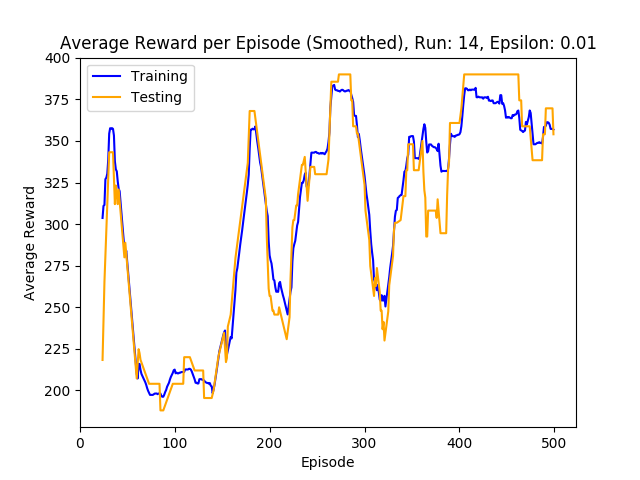 Average Reward per Episode (Smoothed), Run: 14, Epsilon: 0.01
Training
Testing
Average Reward
400
375
350
325
300
275
250
225
200
0 100 200 300 400 500
Episode